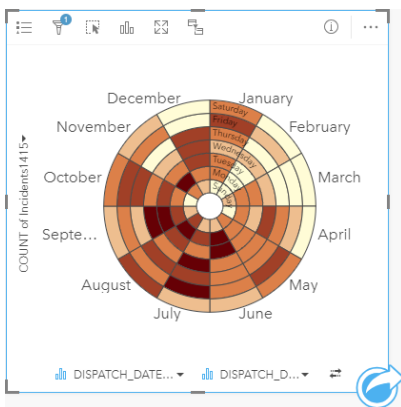 1
December
January
November
February
October
March
Septe...
April
August
May
July
June
Saturday
Friday
Thursday
Wednesday
Tuesday
Monday
Sunday
COUNT of Incidents1415
DISPATCH_DATE...
DISPATCH_D...